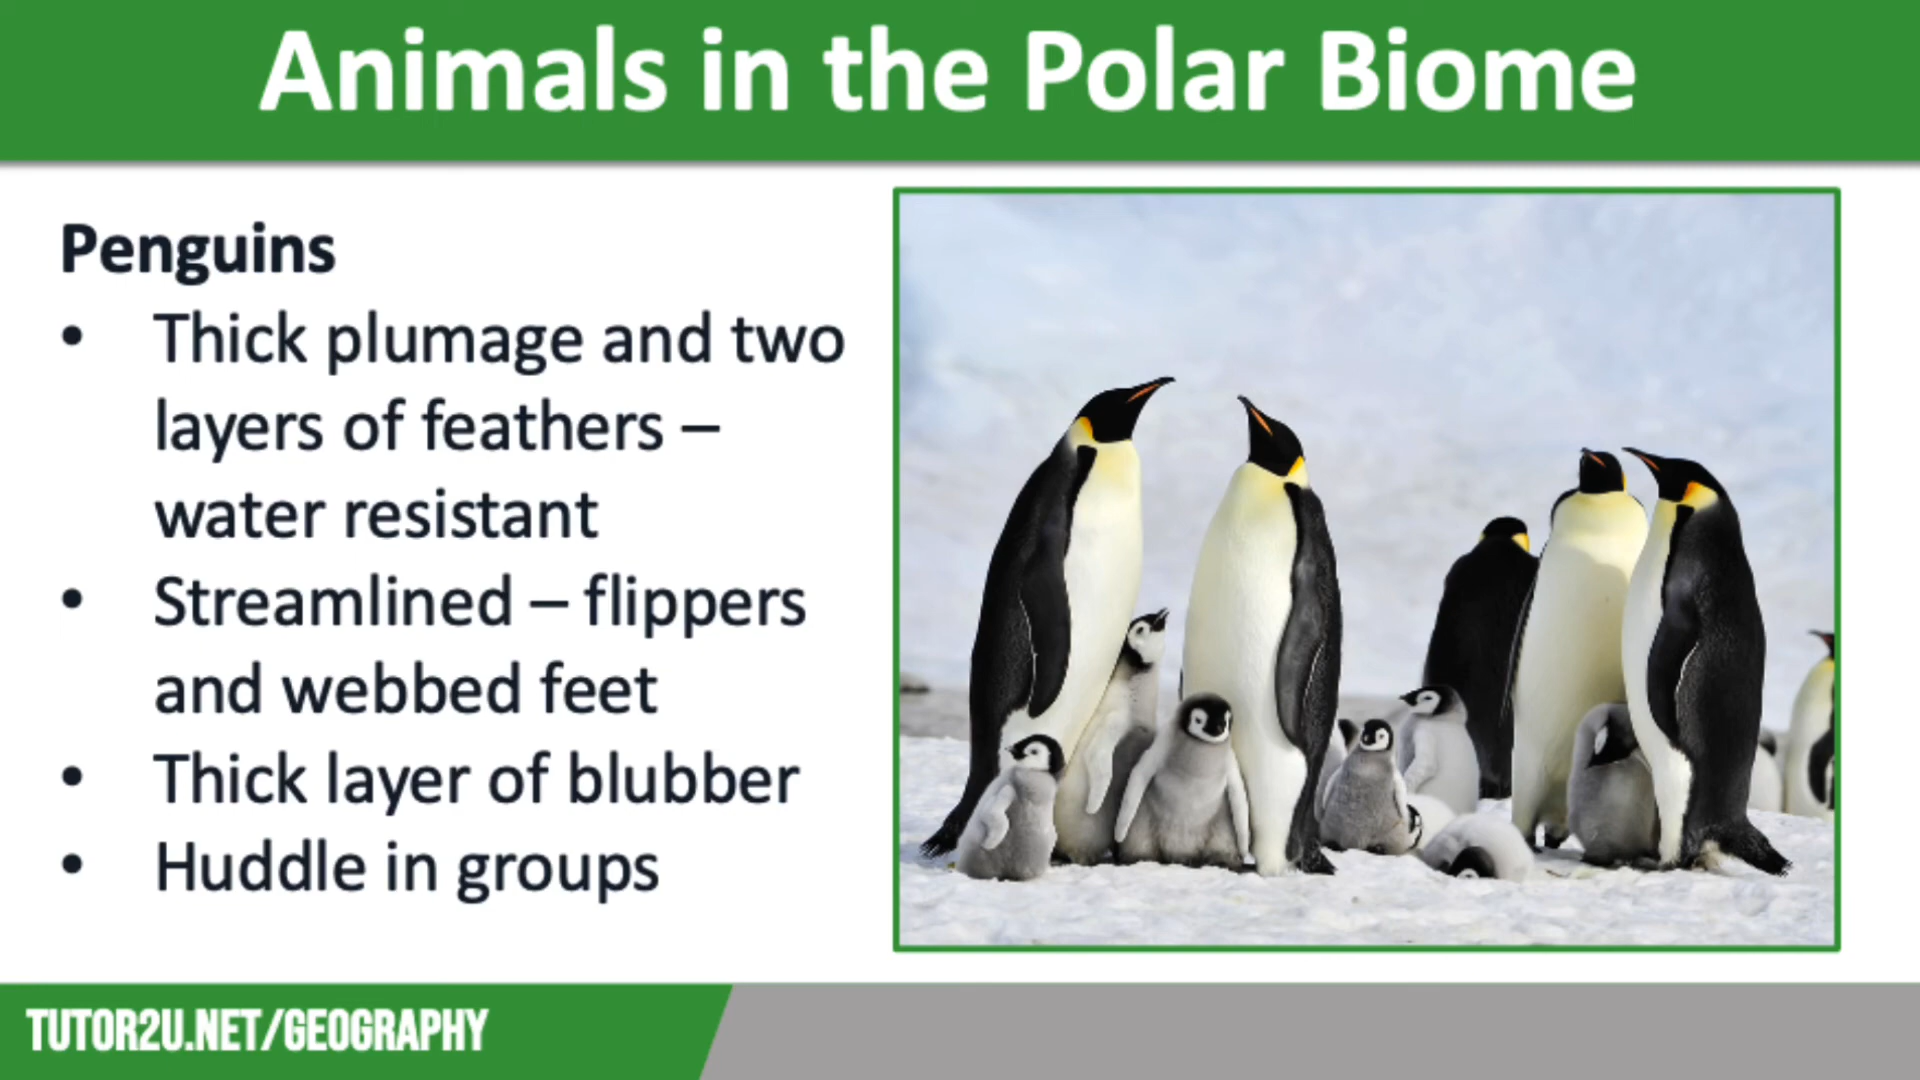 Animals in the Polar Biome
Penguins
• Thick plumage and two
layers of feathers –
water resistant
• Streamlined – flippers
and webbed feet
• Thick layer of blubber
• Huddle in groups
TUTOR2U.NET/GEOGRAPHY